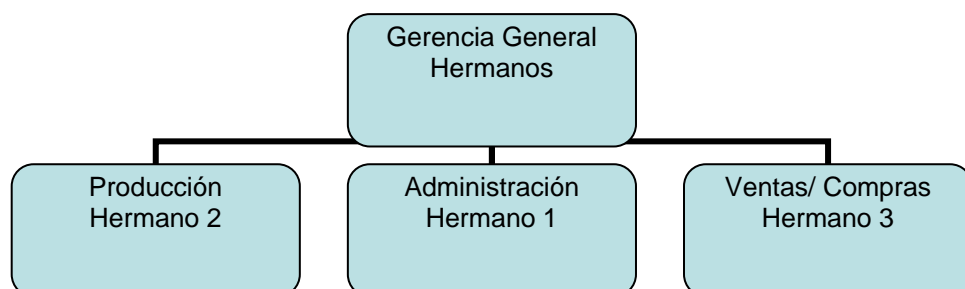 Gerencia General
Hermanos
Producción
Hermano 2
Administración
Hermano 1
Ventas/ Compras
Hermano 3